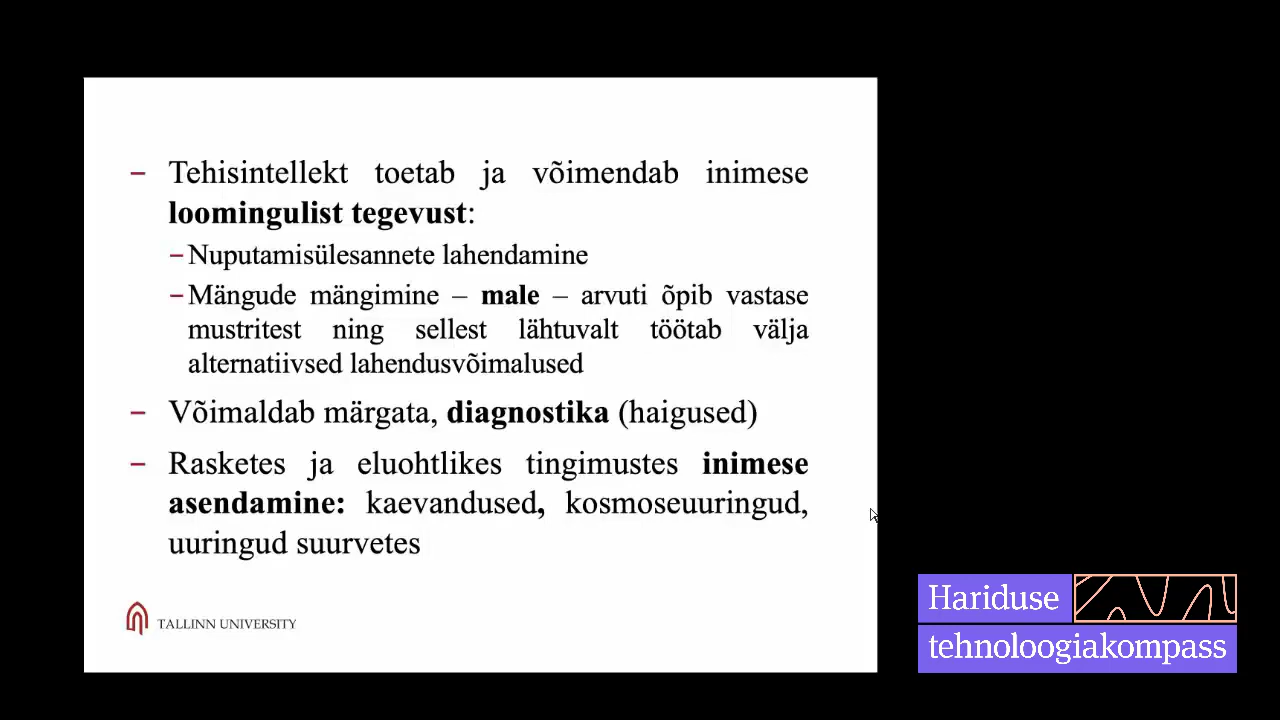 – Tehisintellekt toetab ja võimendab inimese
loomingulist tegevust:
– Nuputamisülesannete lahendamine
– Mängude mängimine – male – arvuti õpib vastase
mustritest ning sellest lähtuvalt töötab välja
alternatiivsed lahendusvõimalused
– Võimaldab märgata, diagnostika (haigused)
– Rasketes ja eluohtlikes tingimustes inimese
asendamine: kaevandused, kosmoseuuringud,
uuringud suurvetes
TALLINN UNIVERSITY
Hariduse
tehnoloogiakompass